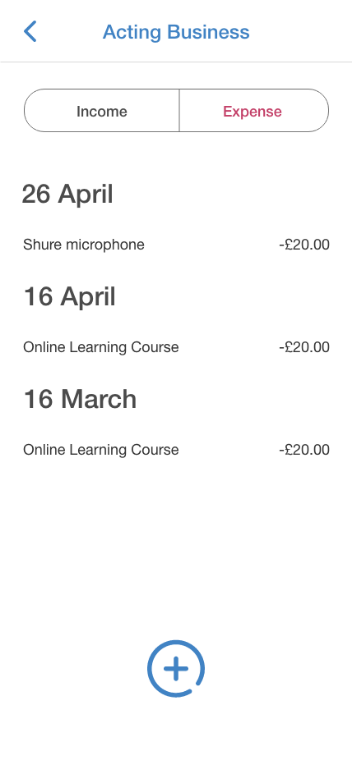 Acting Business
Income Expense
26 April
Shure microphone -£20.00
16 April
Online Learning Course -£20.00
16 March
Online Learning Course -£20.00